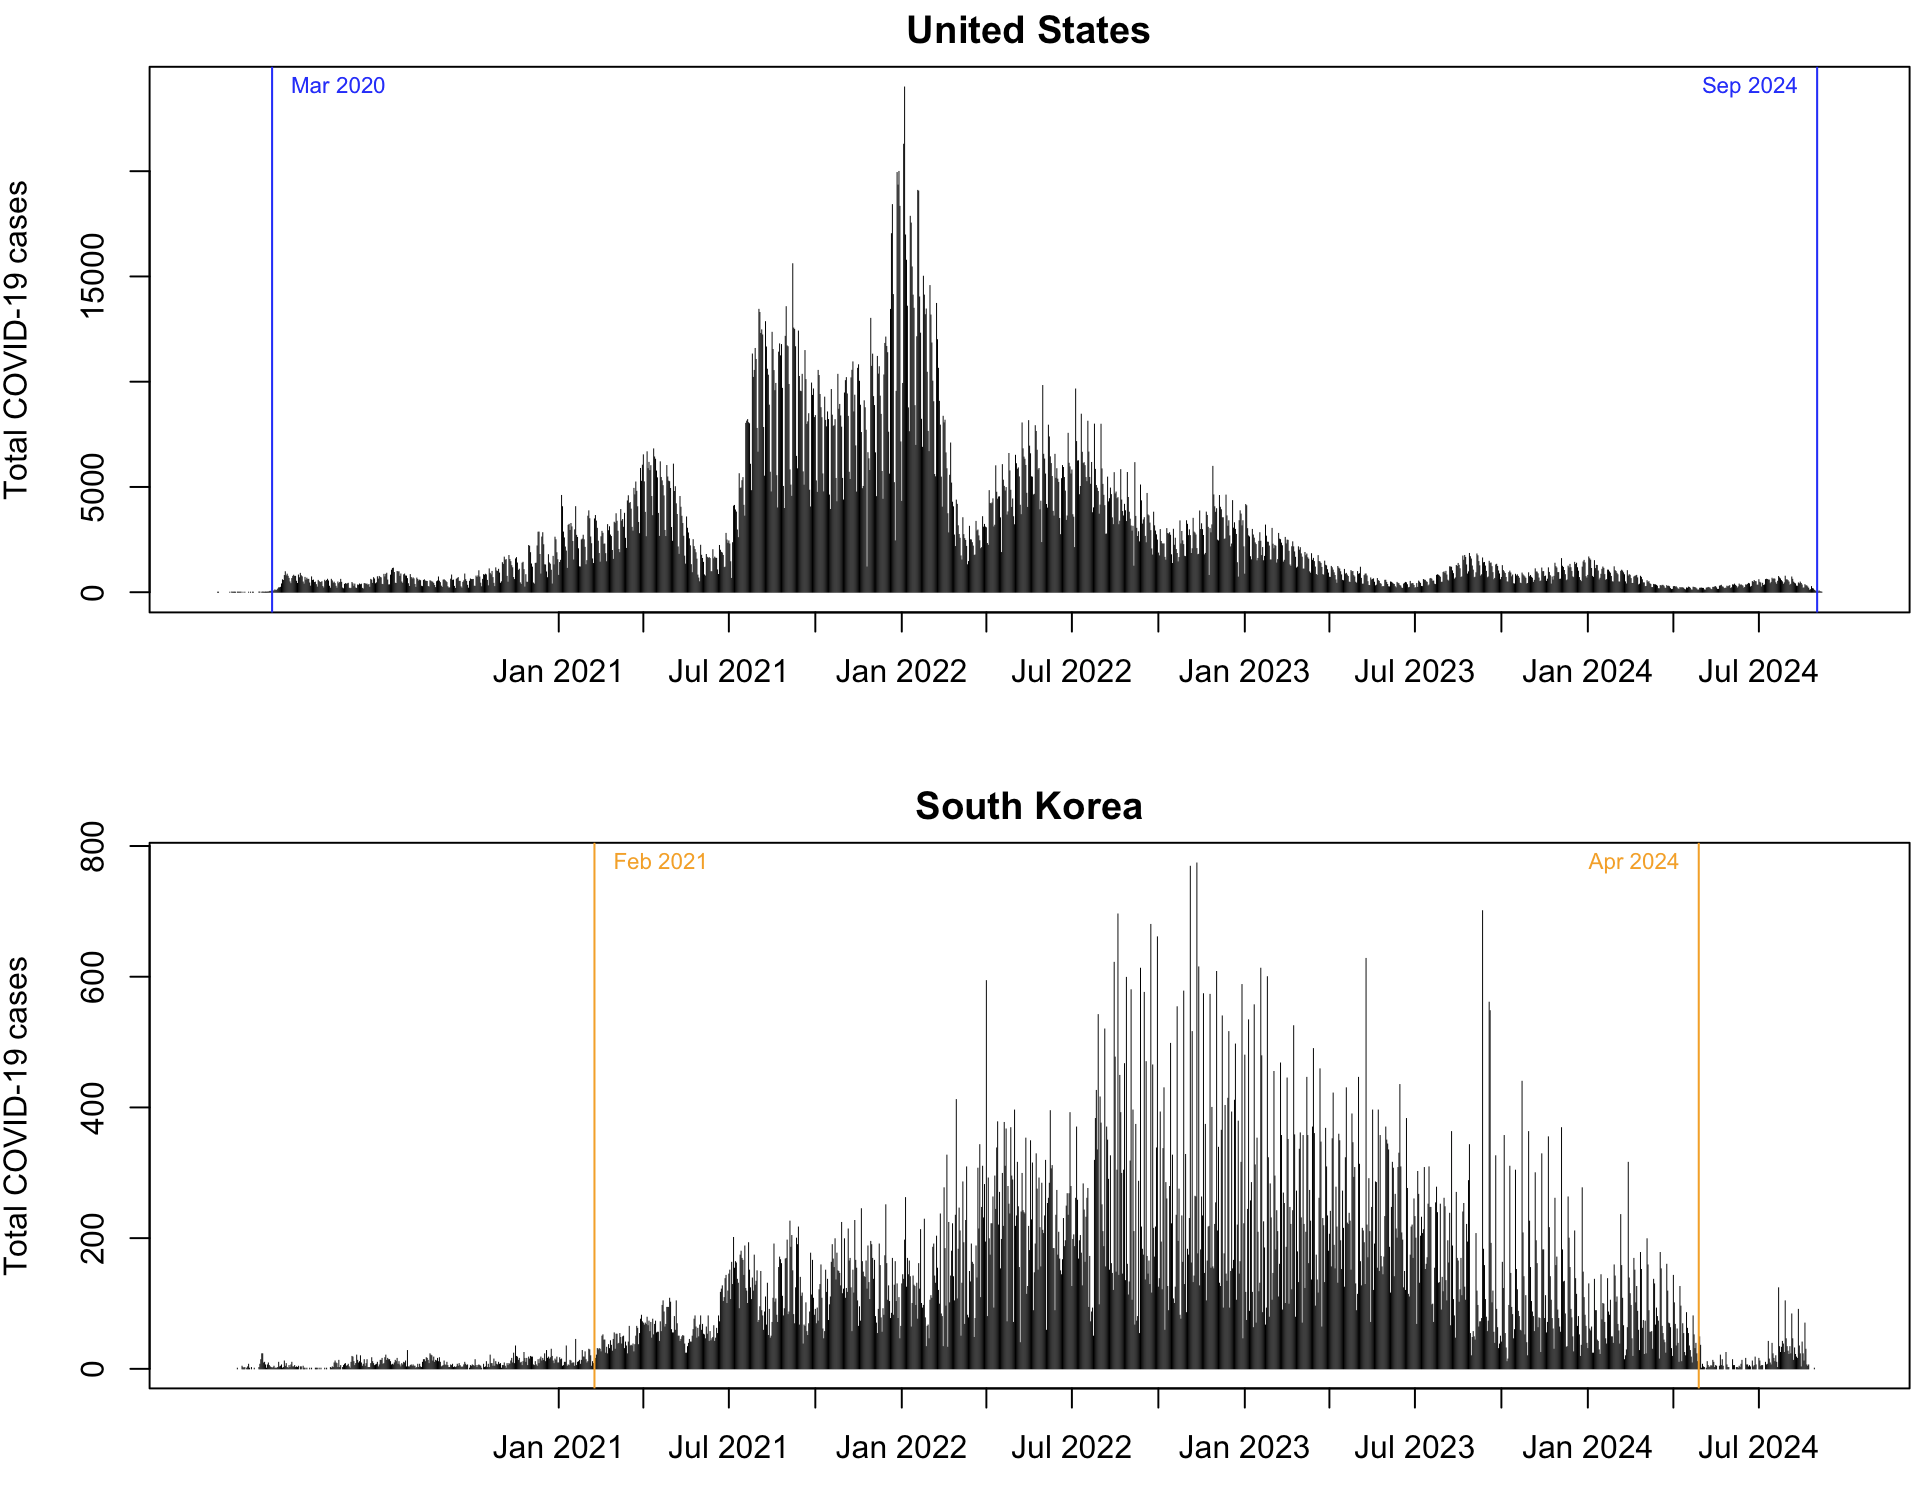 United States
Mar 2020
Sep 2024
Total COVID-19 cases
15000
5000
0
Jan 2021 Jul 2021 Jan 2022 Jul 2022 Jan 2023 Jul 2023 Jan 2024 Jul 2024
South Korea
Feb 2021
Apr 2024
Total COVID-19 cases
800
600
400
200
0
Jan 2021 Jul 2021 Jan 2022 Jul 2022 Jan 2023 Jul 2023 Jan 2024 Jul 2024